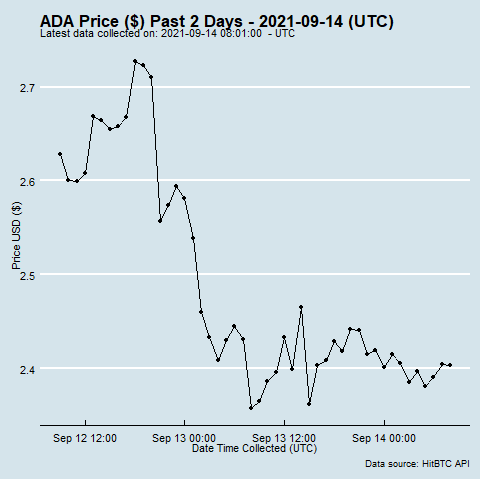 ADA Price ($) Past 2 Days - 2021-09-14 (UTC)
Latest data collected on: 2021-09-14 08:01:00  - UTC
2.7
2.6
2.5
2.4
Price USD ($)
Sep 12 12:00
Sep 13 00:00
Sep 13 12:00
Sep 14 00:00
Date Time Collected (UTC)
Data source: HitBTC API